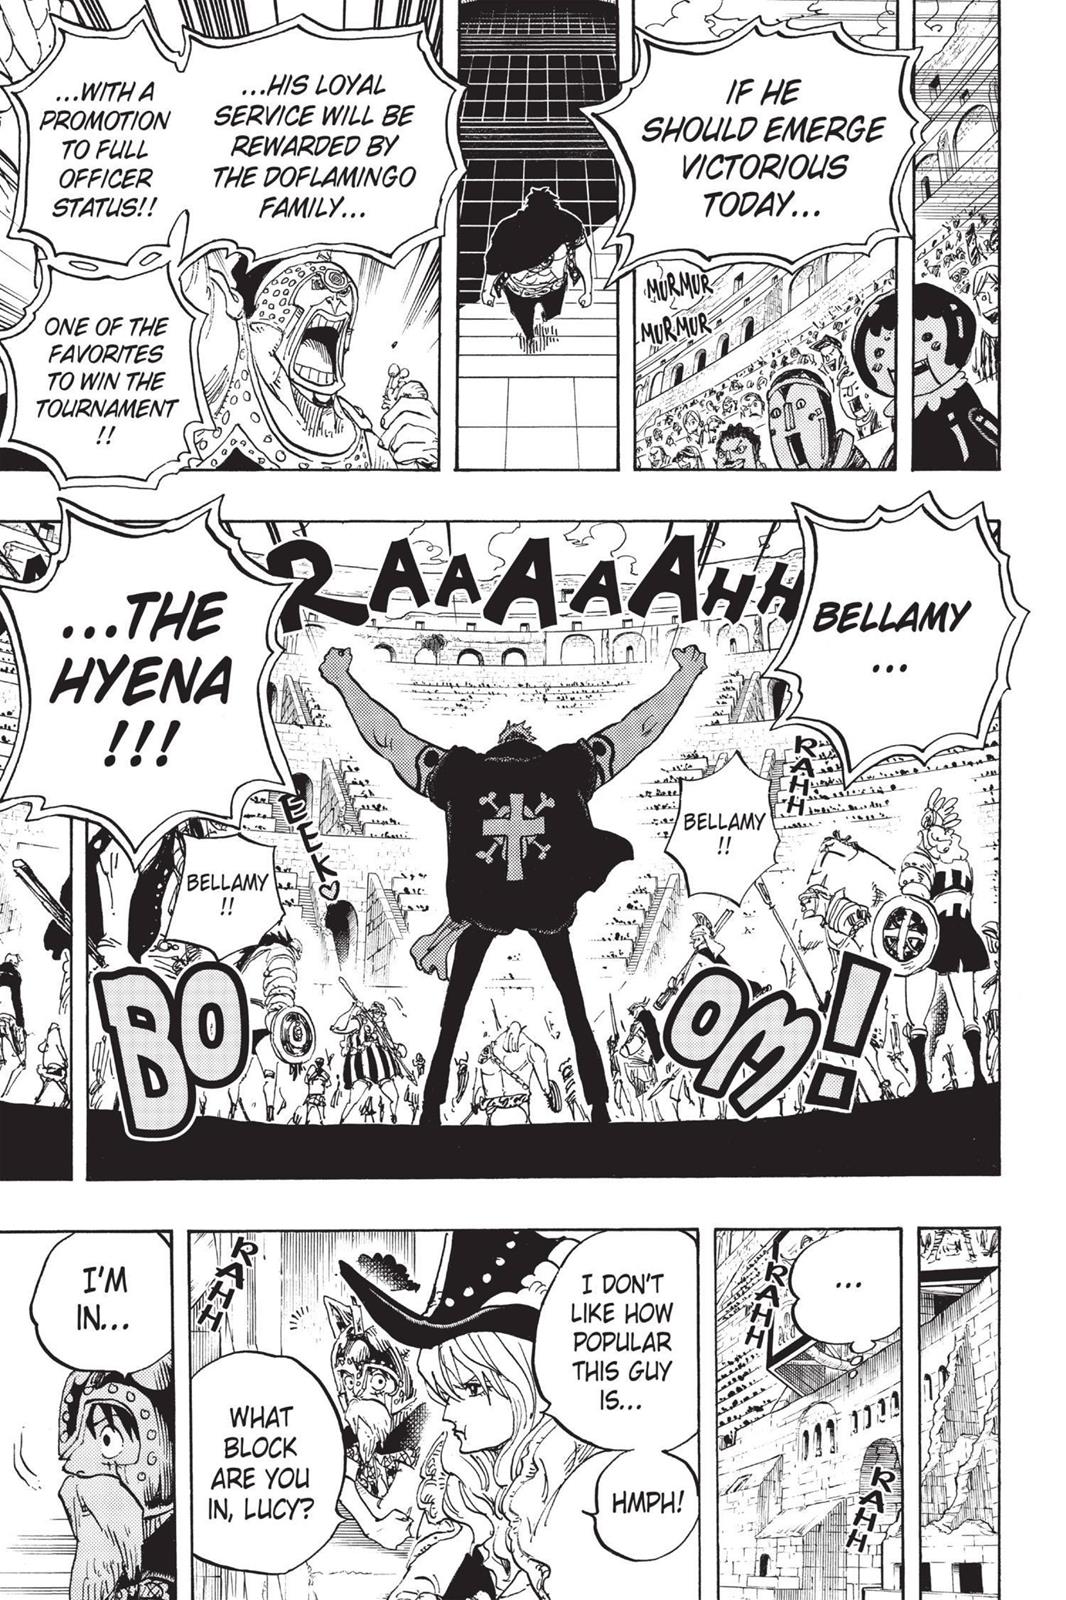 IF HE
SHOULD EMERGE
VICTORIOUS
TODAY...
MURMUR
MURMUR
...HIS LOYAL
SERVICE WILL BE
REWARDED BY
THE DOFLAMINGO
FAMILY...
...WITH A
PROMOTION
TO FULL
OFFICER
STATUS!!
ONE OF THE
FAVORITES
TO WIN THE
TOURNAMENT
!!
BELLAMY
...
RAAAAAAHH
RAHH
BELLAMY
!!
...THE
HYENA
!!!
EEK♡
BELLAMY
!!
BOOM!
...
RAHH
RAHH
I DON'T
LIKE HOW
POPULAR
THIS GUY
IS...
HMPH!
RAHH
WHAT
BLOCK
ARE YOU
IN, LUCY?
I'M
IN...